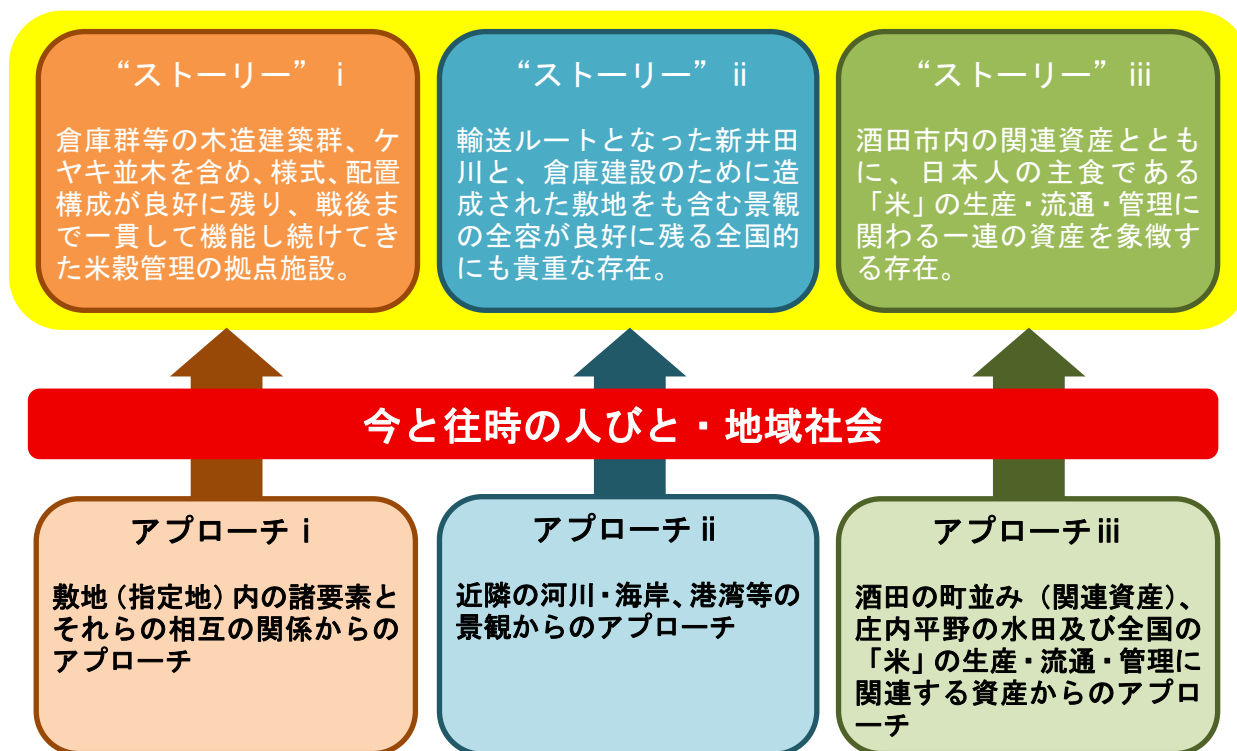 “ストーリー” ⅰ
倉庫群等の木造建築群、ケ
ヤキ並木を含め、様式、配置
構成が良好に残り、戦後ま
で一貫して機能し続けてき
た米穀管理の拠点施設。
“ストーリー” ⅱ
輸送ルートとなった新井田
川と、倉庫建設のために造
成された敷地をも含む景観
の全容が良好に残る全国的
にも貴重な存在。
“ストーリー” ⅲ
酒田市内の関連資産ととも
に、日本人の主食である
「米」の生産・流通・管理に
関わる一連の資産を象徴す
る存在。
今と往時の人びと・地域社会
アプローチⅰ
敷地（指定地）内の諸要素と
それらの相互の関係からの
アプローチ
アプローチⅱ
近隣の河川・海岸、港湾等の
景観からのアプローチ
アプローチⅲ
酒田の町並み（関連資産）、
庄内平野の水田及び全国の
「米」の生産・流通・管理に
関連する資産からのアプロ
ーチ